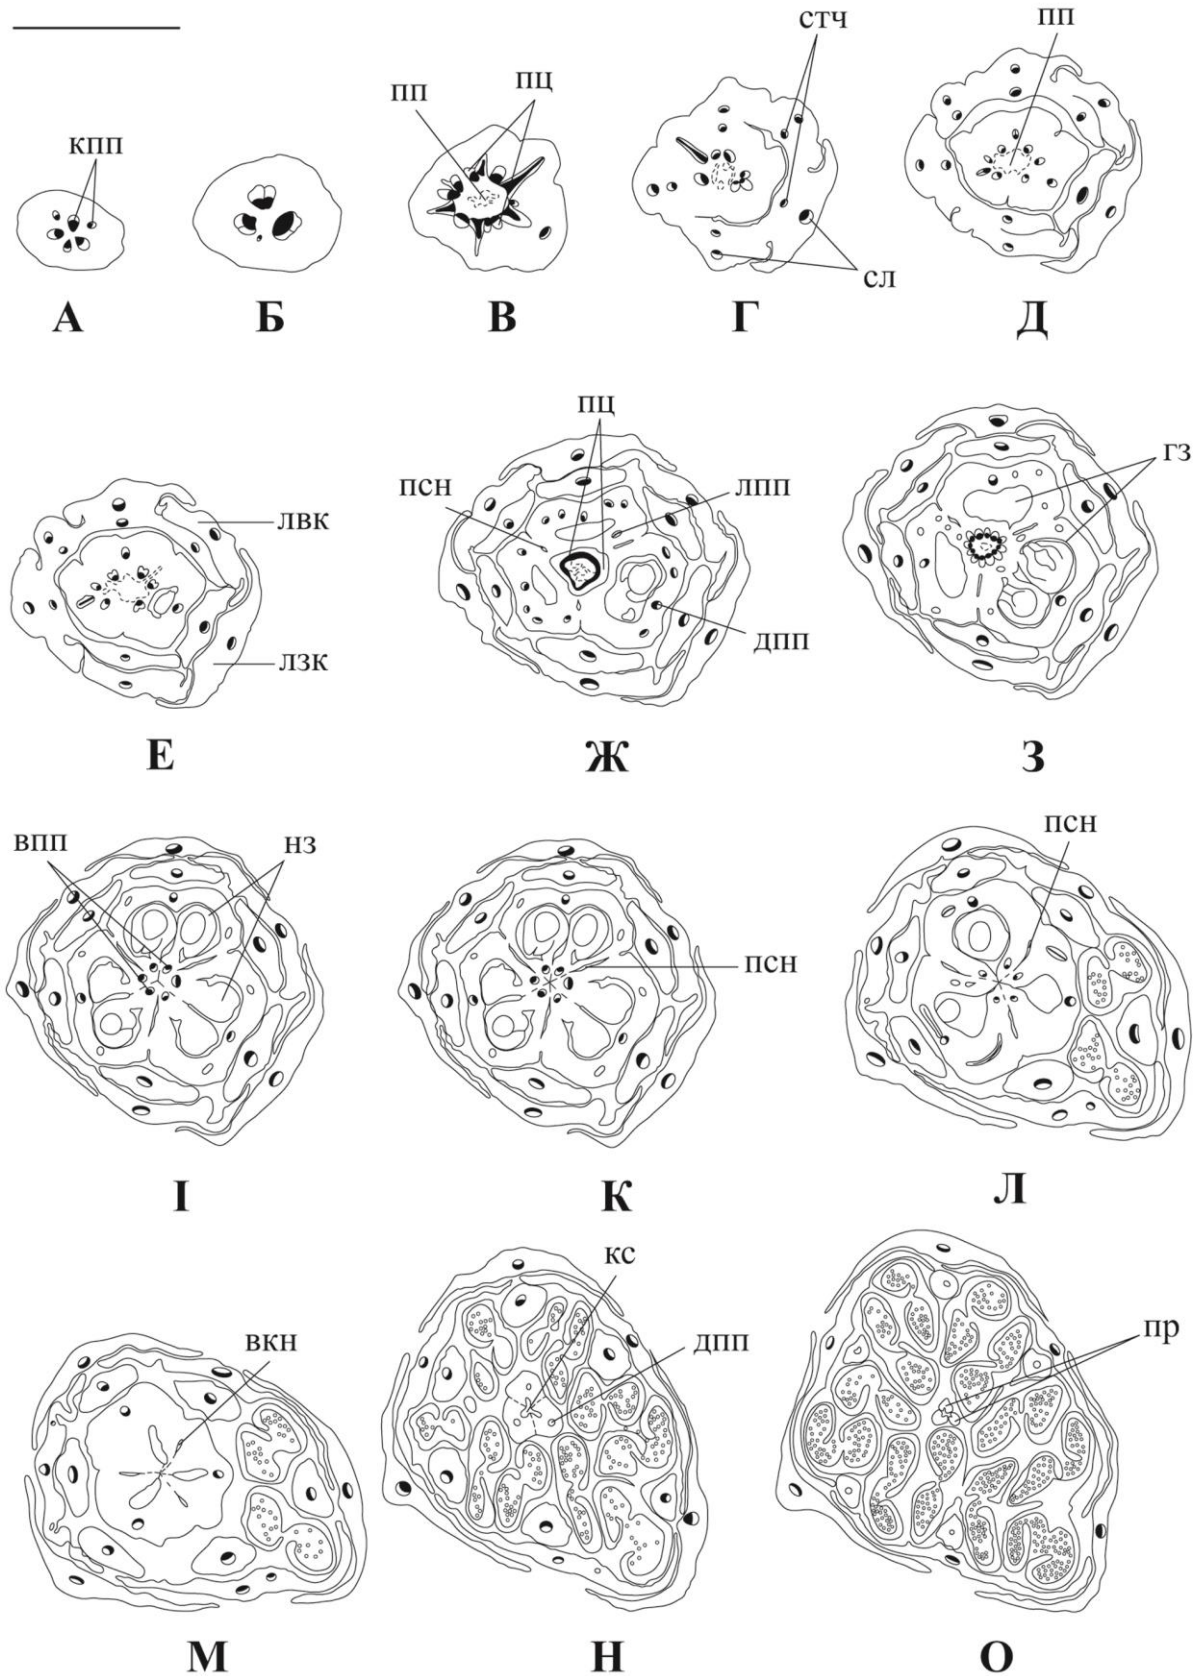 стч
пп
пц
пп
кпп
сл
А
Б
В
Г
Д
пц
гз
псн
лпп
лвк
дпп
лзк
Е
Ж
З
впп
нз
псн
псн
І
К
Л
кс
вкн
дпп
пр
М
Н
О